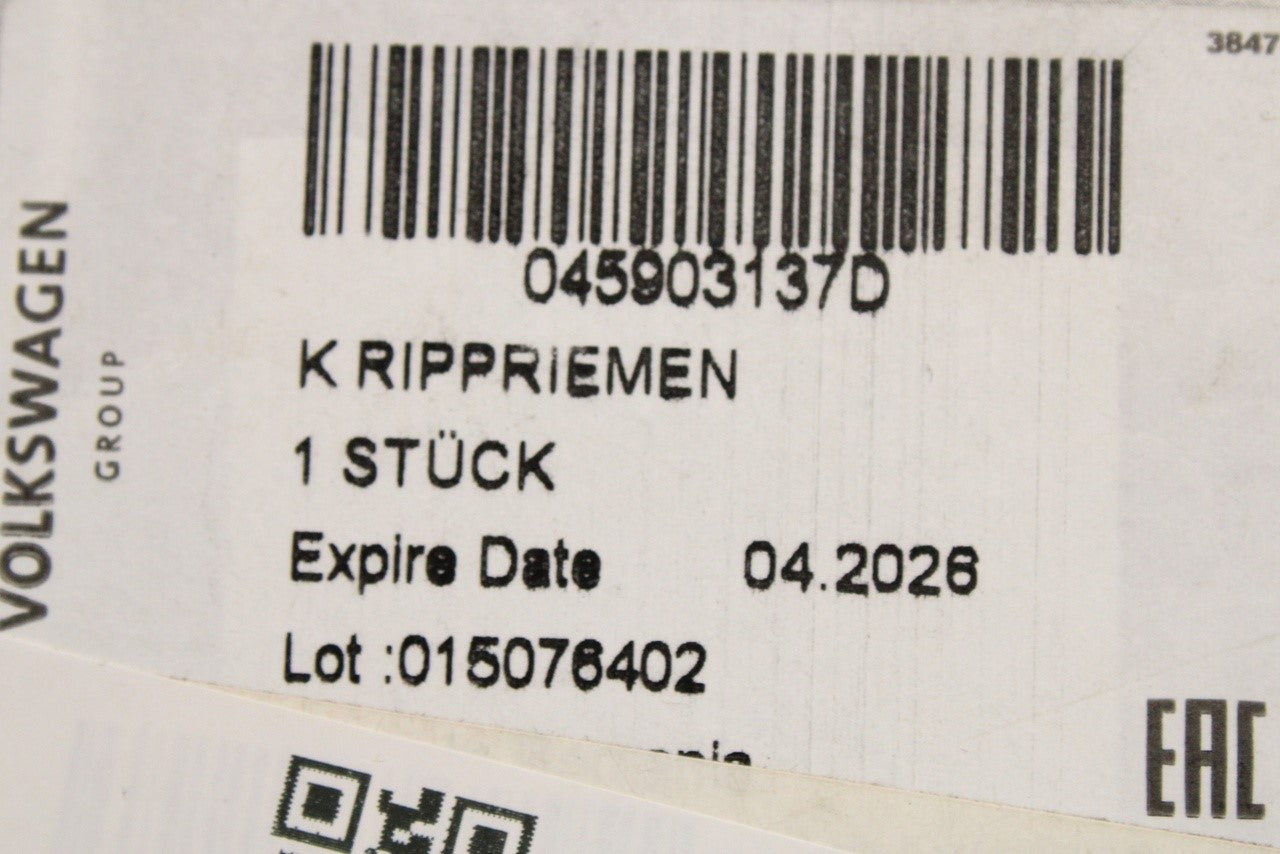 3847
VOLKSWAGEN
GROUP
045903137D
K RIPPRIEMEN
1 STÜCK
Expire Date 04.2026
Lot :015076402
EAC